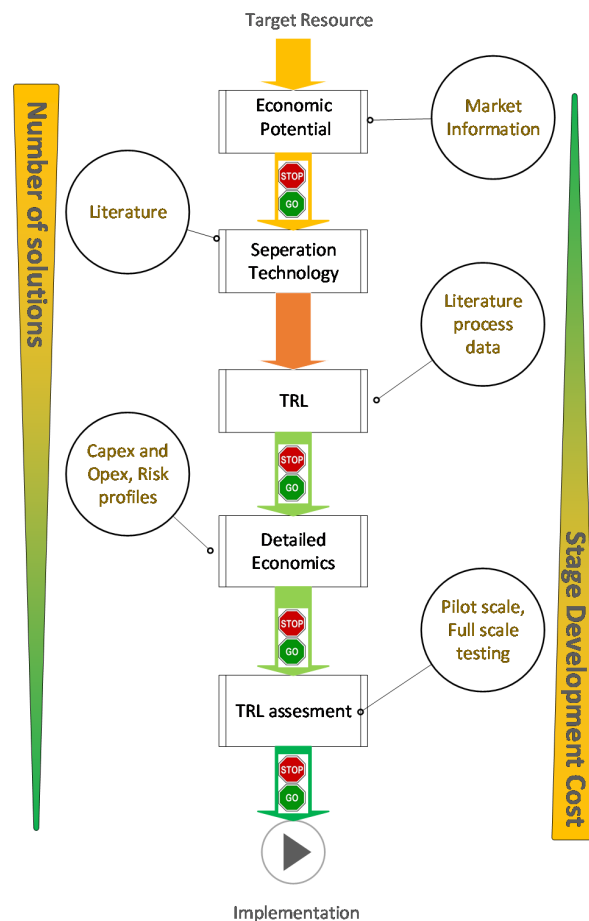 Target Resource
Number of solutions
Economic
Potential
Market
Information
STOP
GO
Literature
Seperation
Technology
Literature
process
data
TRL
Capex and
Opex, Risk
profiles
STOP
GO
Detailed
Economics
Stage Development Cost
STOP
GO
Pilot scale,
Full scale
testing
TRL assesment
STOP
GO
Implementation